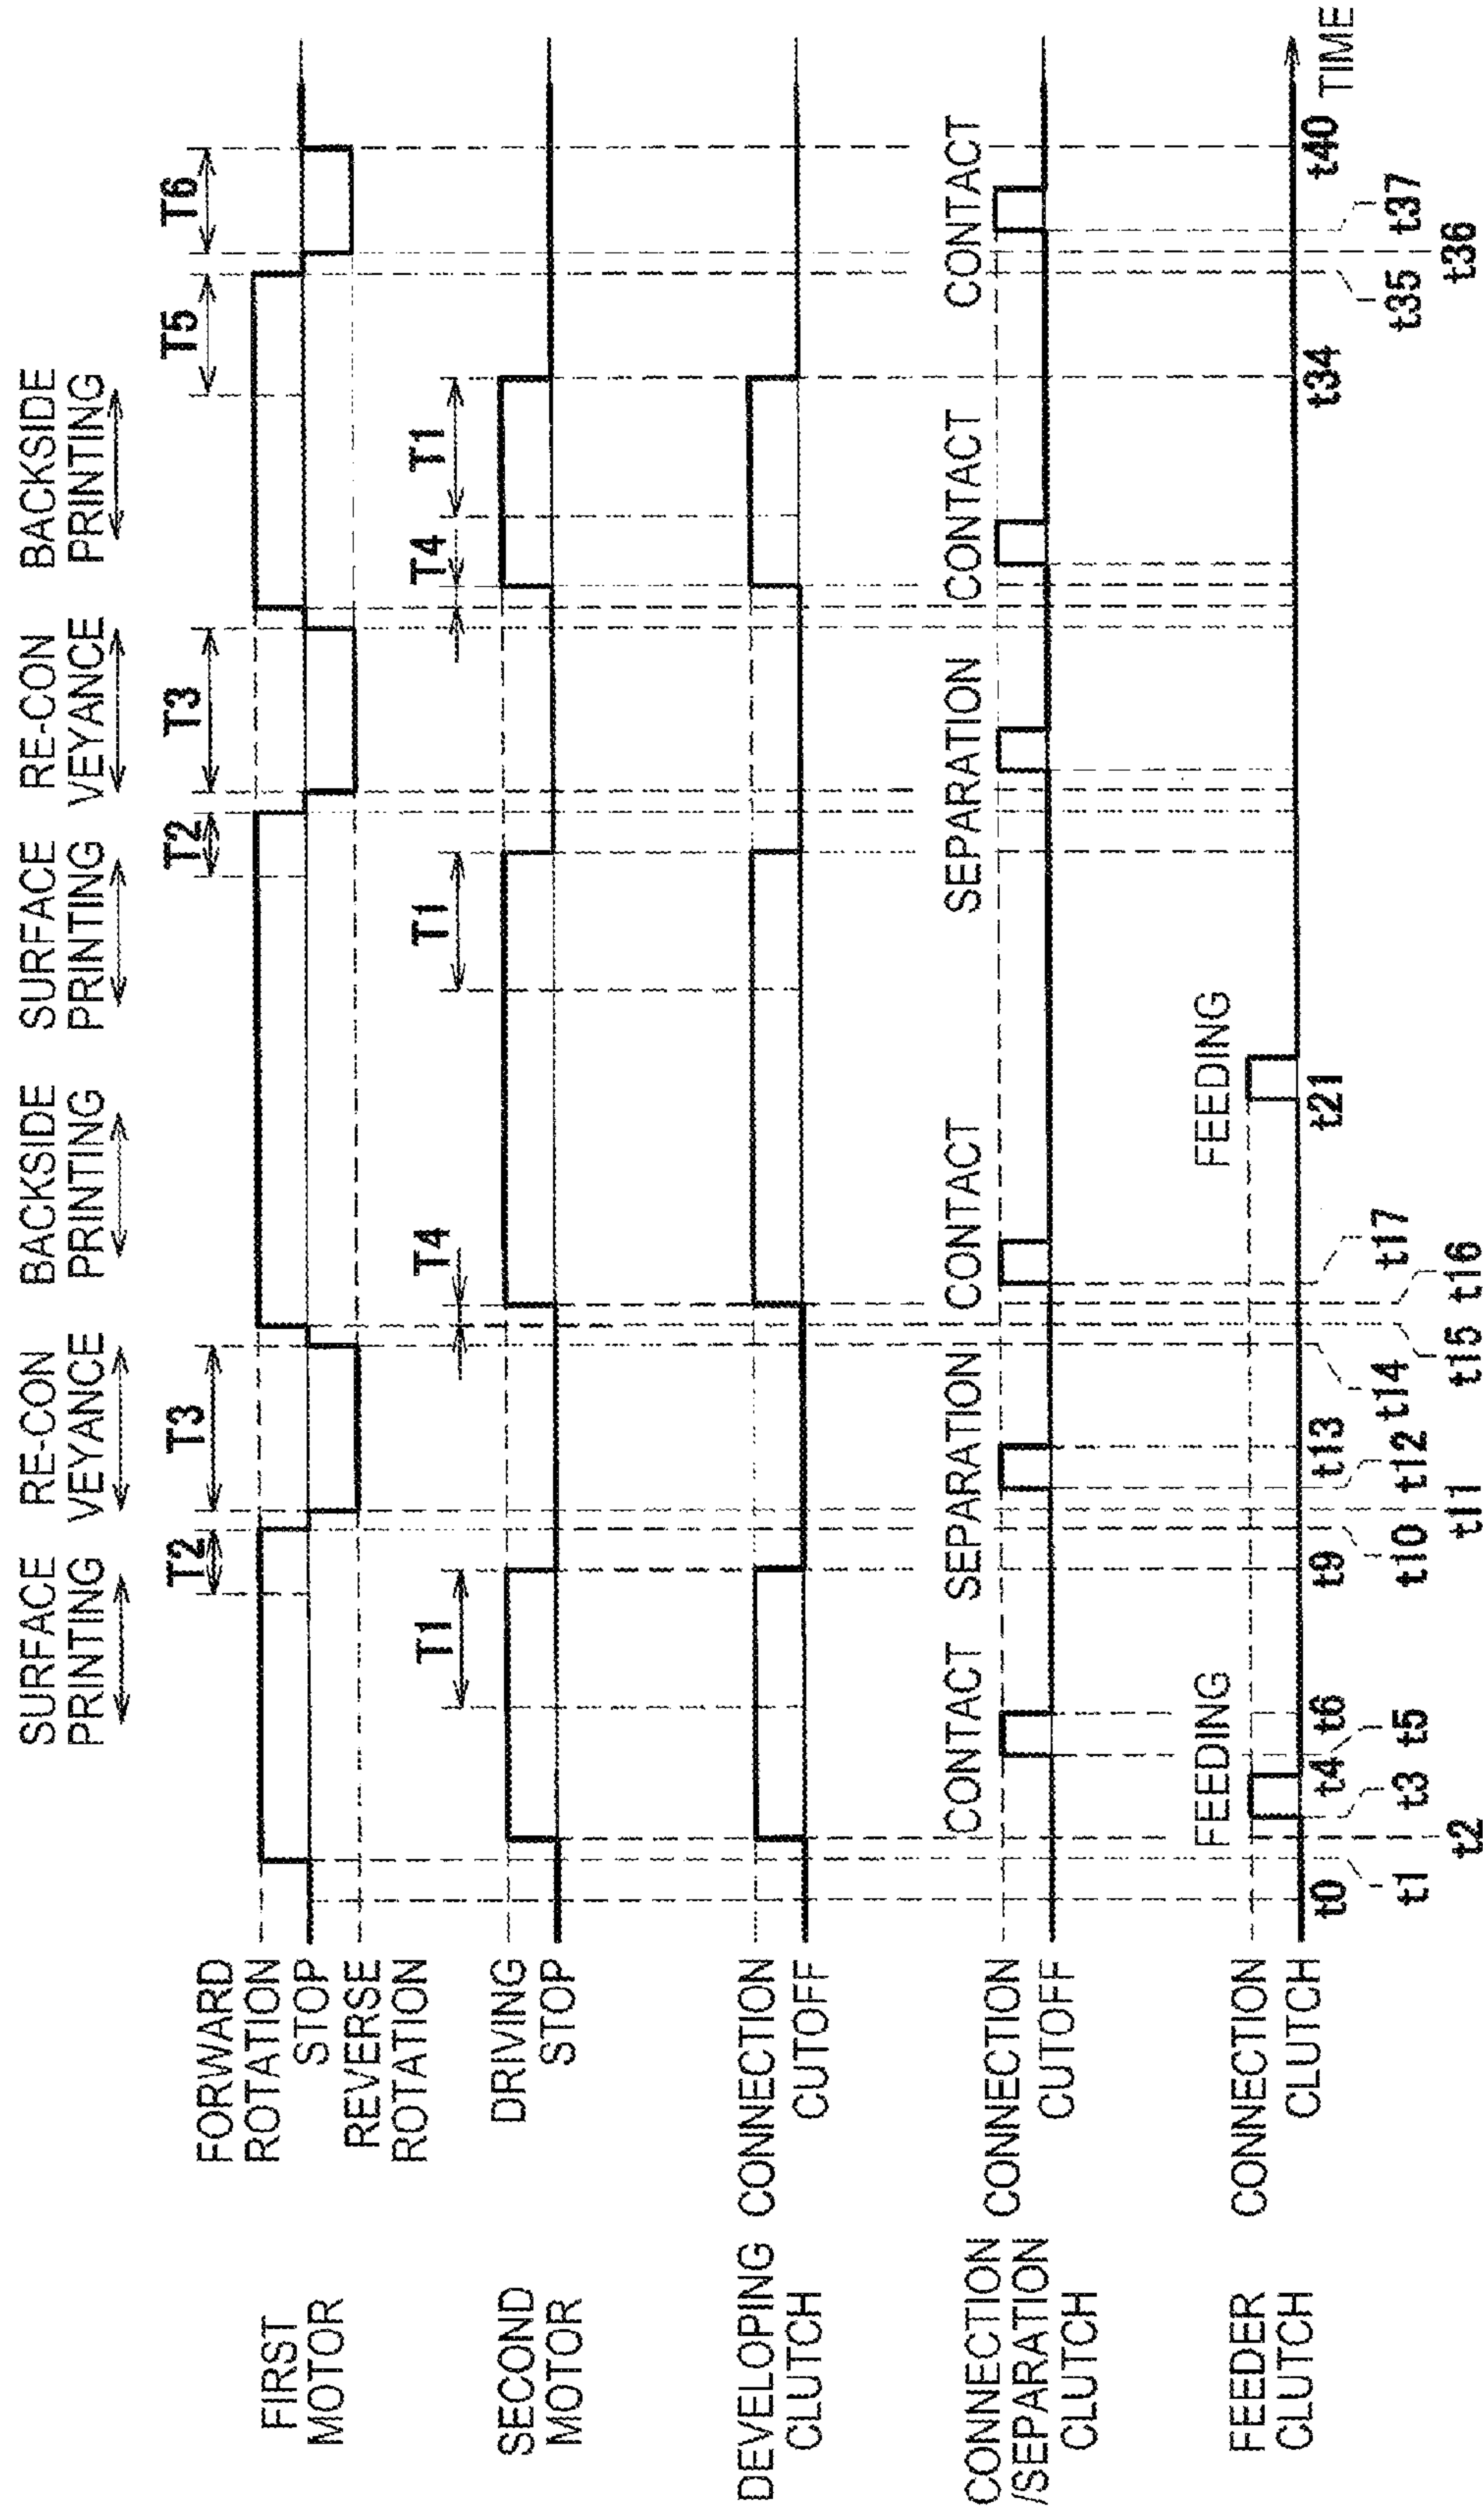 SURFACE
PRINTING
RE-CON
VEYANCE
BACKSIDE
PRINTING
SURFACE
PRINTING
RE-CON
VEYANCE
BACKSIDE
PRINTING
FIRST
MOTOR
FORWARD
ROTATION
STOP
REVERSE
ROTATION
T2
T3
T2
T3
T5
T6
SECOND
MOTOR
DRIVING
STOP
T1
T4
T1
T4
T1
DEVELOPING
CLUTCH
CONNECTION
CUTOFF
CONNECTION
/SEPARATION
CLUTCH
CONNECTION
CUTOFF
CONTACT
SEPARATION
CONTACT
SEPARATION
CONTACT
CONTACT
FEEDER
CLUTCH
CONNECTION
CLUTCH
FEEDING
FEEDING
t0
t4
t6
t9
t13
t21
t34
t40
TIME
t1
t3
t5
t10
t12
t14
t17
t35
t37
t2
t11
t15
t16
t36